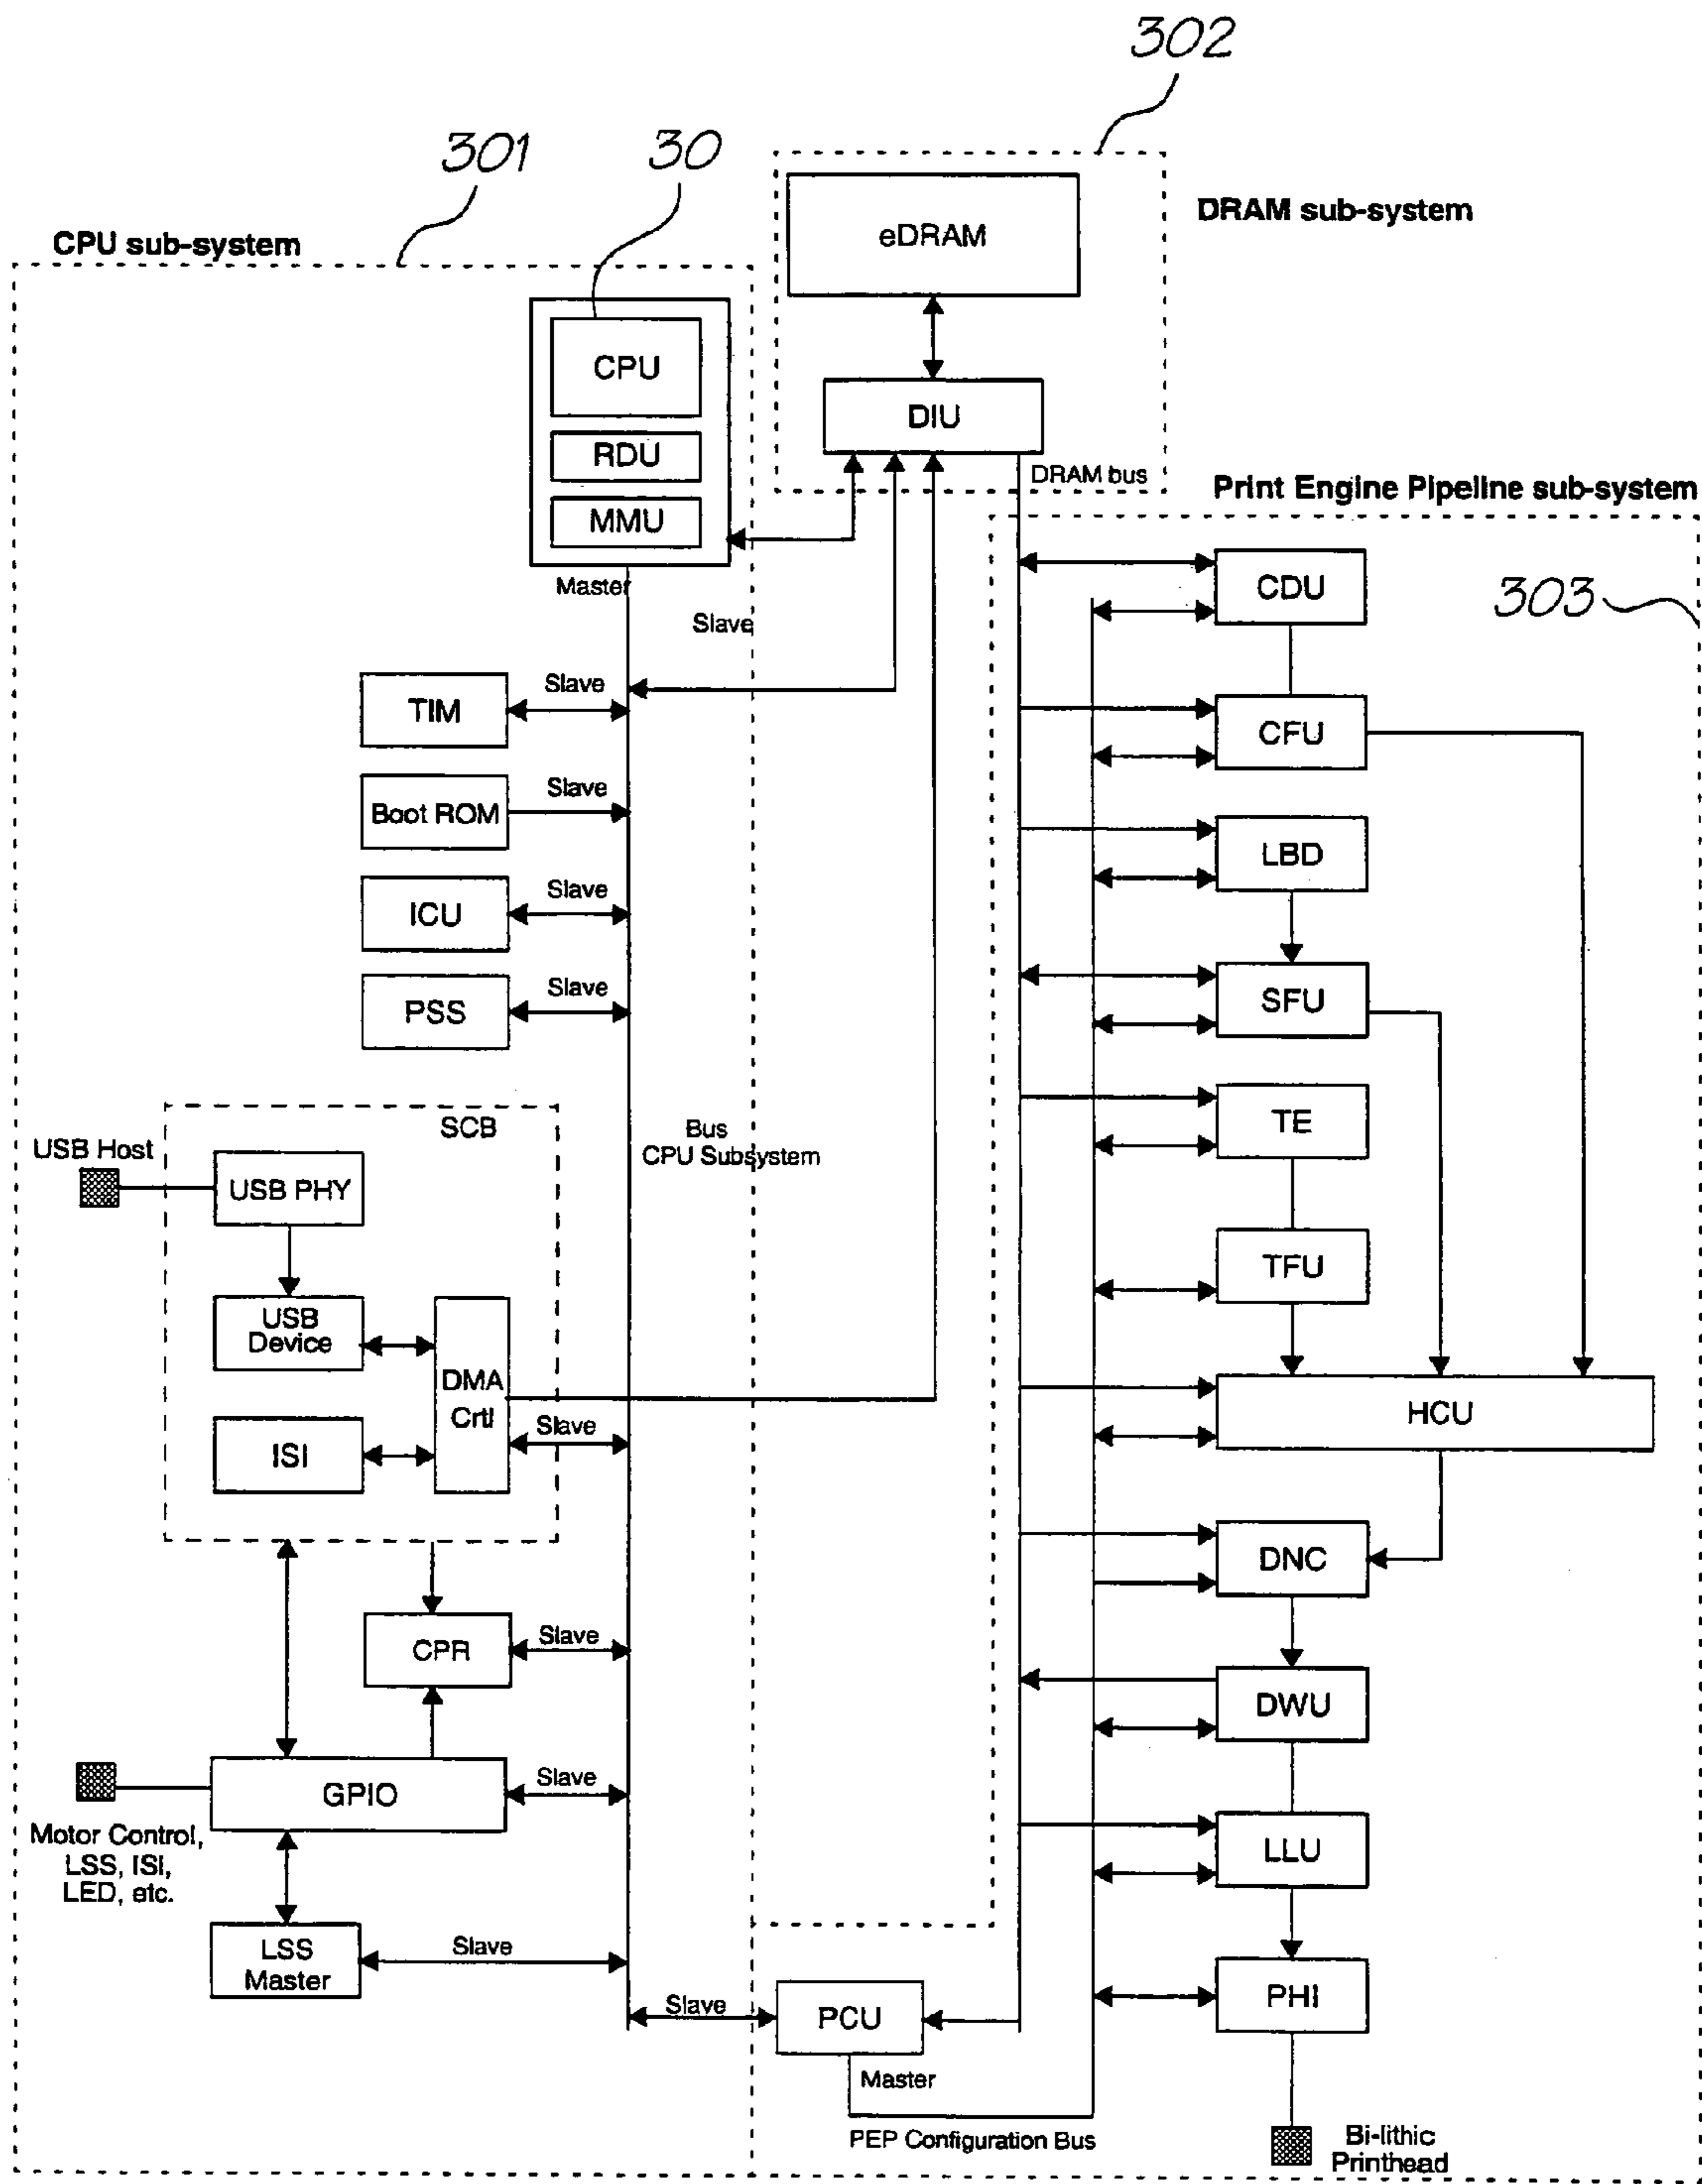 302
301
30
DRAM sub-system
eDRAM
CPU sub-system
CPU
DIU
RDU
DRAM bus
Print Engine Pipeline sub-system
MMU
Master
CDU
303
Slave
TIM
Slave
CFU
Boot ROM
Slave
LBD
ICU
Slave
PSS
Slave
SFU
SCB
TE
USB Host
Bus
CPU Subsystem
USB PHY
TFU
USB
Device
DMA
Crtl
HCU
ISI
Slave
DNC
CPR
Slave
DWU
GPIO
Slave
Motor Control,
LSS, ISI,
LED, etc.
LLU
LSS
Master
Slave
PHI
Slave
PCU
Master
PEP Configuration Bus
Bi-lithic
Printhead